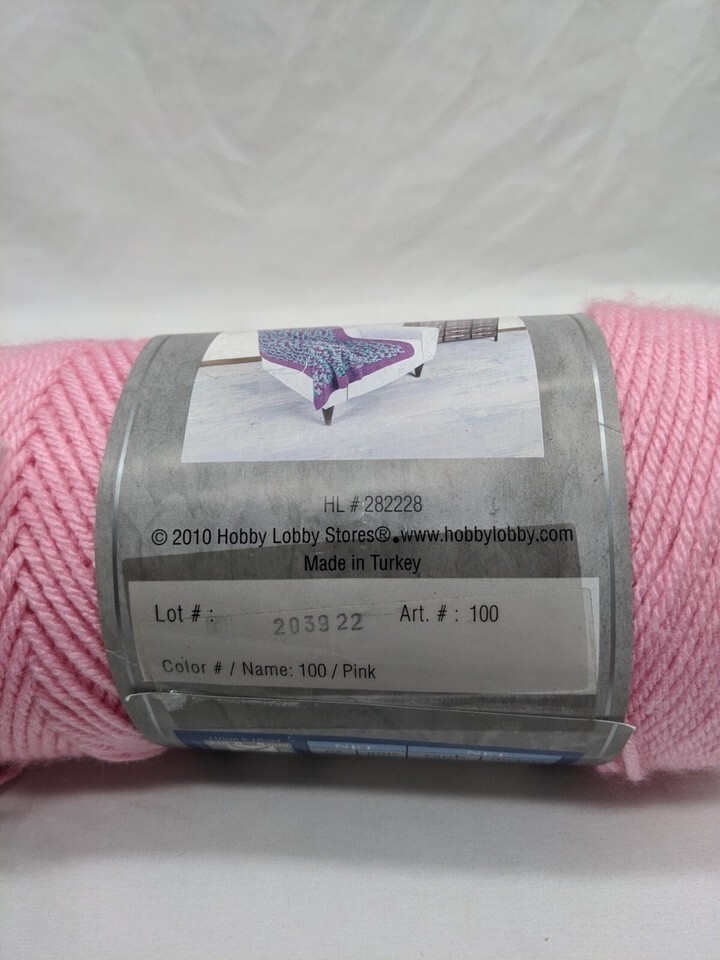 HL # 282228
© 2010 Hobby Lobby Stores®.www.hobbylobby.com
Made in Turkey
Lot # : 203922 Art. # : 100
Color # / Name: 100 / Pink